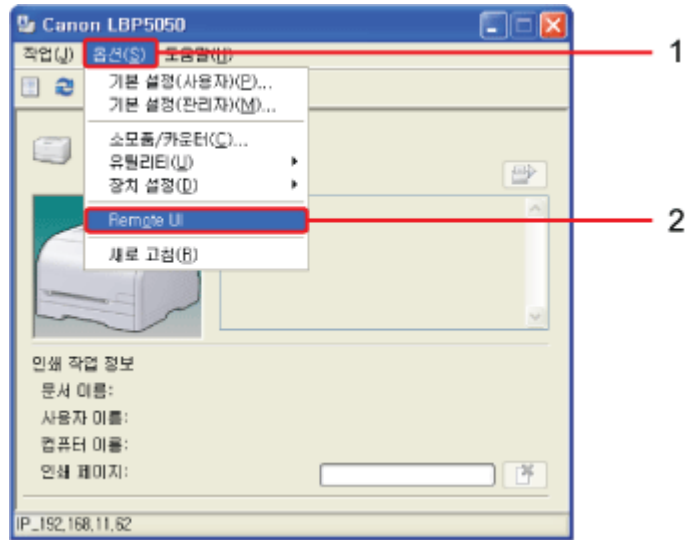 Canon LBP5050
작업(J) 옵션(S) 도움말(H)
1
기본 설정(사용자)(P)...
기본 설정(관리자)(M)...
소모품/카운터(C)...
유틸리티(U)
장치 설정(D)
Remote UI
2
새로 고침(R)
인쇄 작업 정보
문서 이름:
사용자 이름:
컴퓨터 이름:
인쇄 페이지:
IP_192,168,11,62